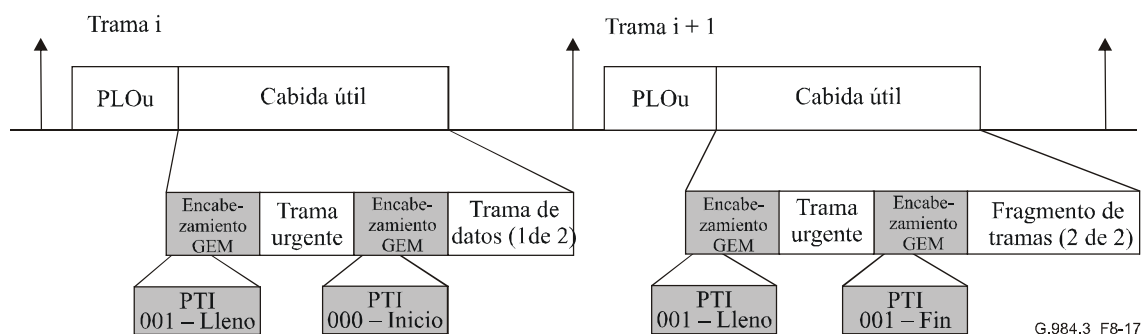 Trama i
Trama i + 1
PLOu
Cabida útil
PLOu
Cabida útil
Encabe-
zamiento
GEM
Trama
urgente
Encabe-
zamiento
GEM
Trama de
datos (1de 2)
Encabe-
zamiento
GEM
Trama
urgente
Encabe-
zamiento
GEM
Fragmento de
tramas (2 de 2)
PTI
001 – Lleno
PTI
000 – Inicio
PTI
001 – Lleno
PTI
001 – Fin
G.984.3_F8-17